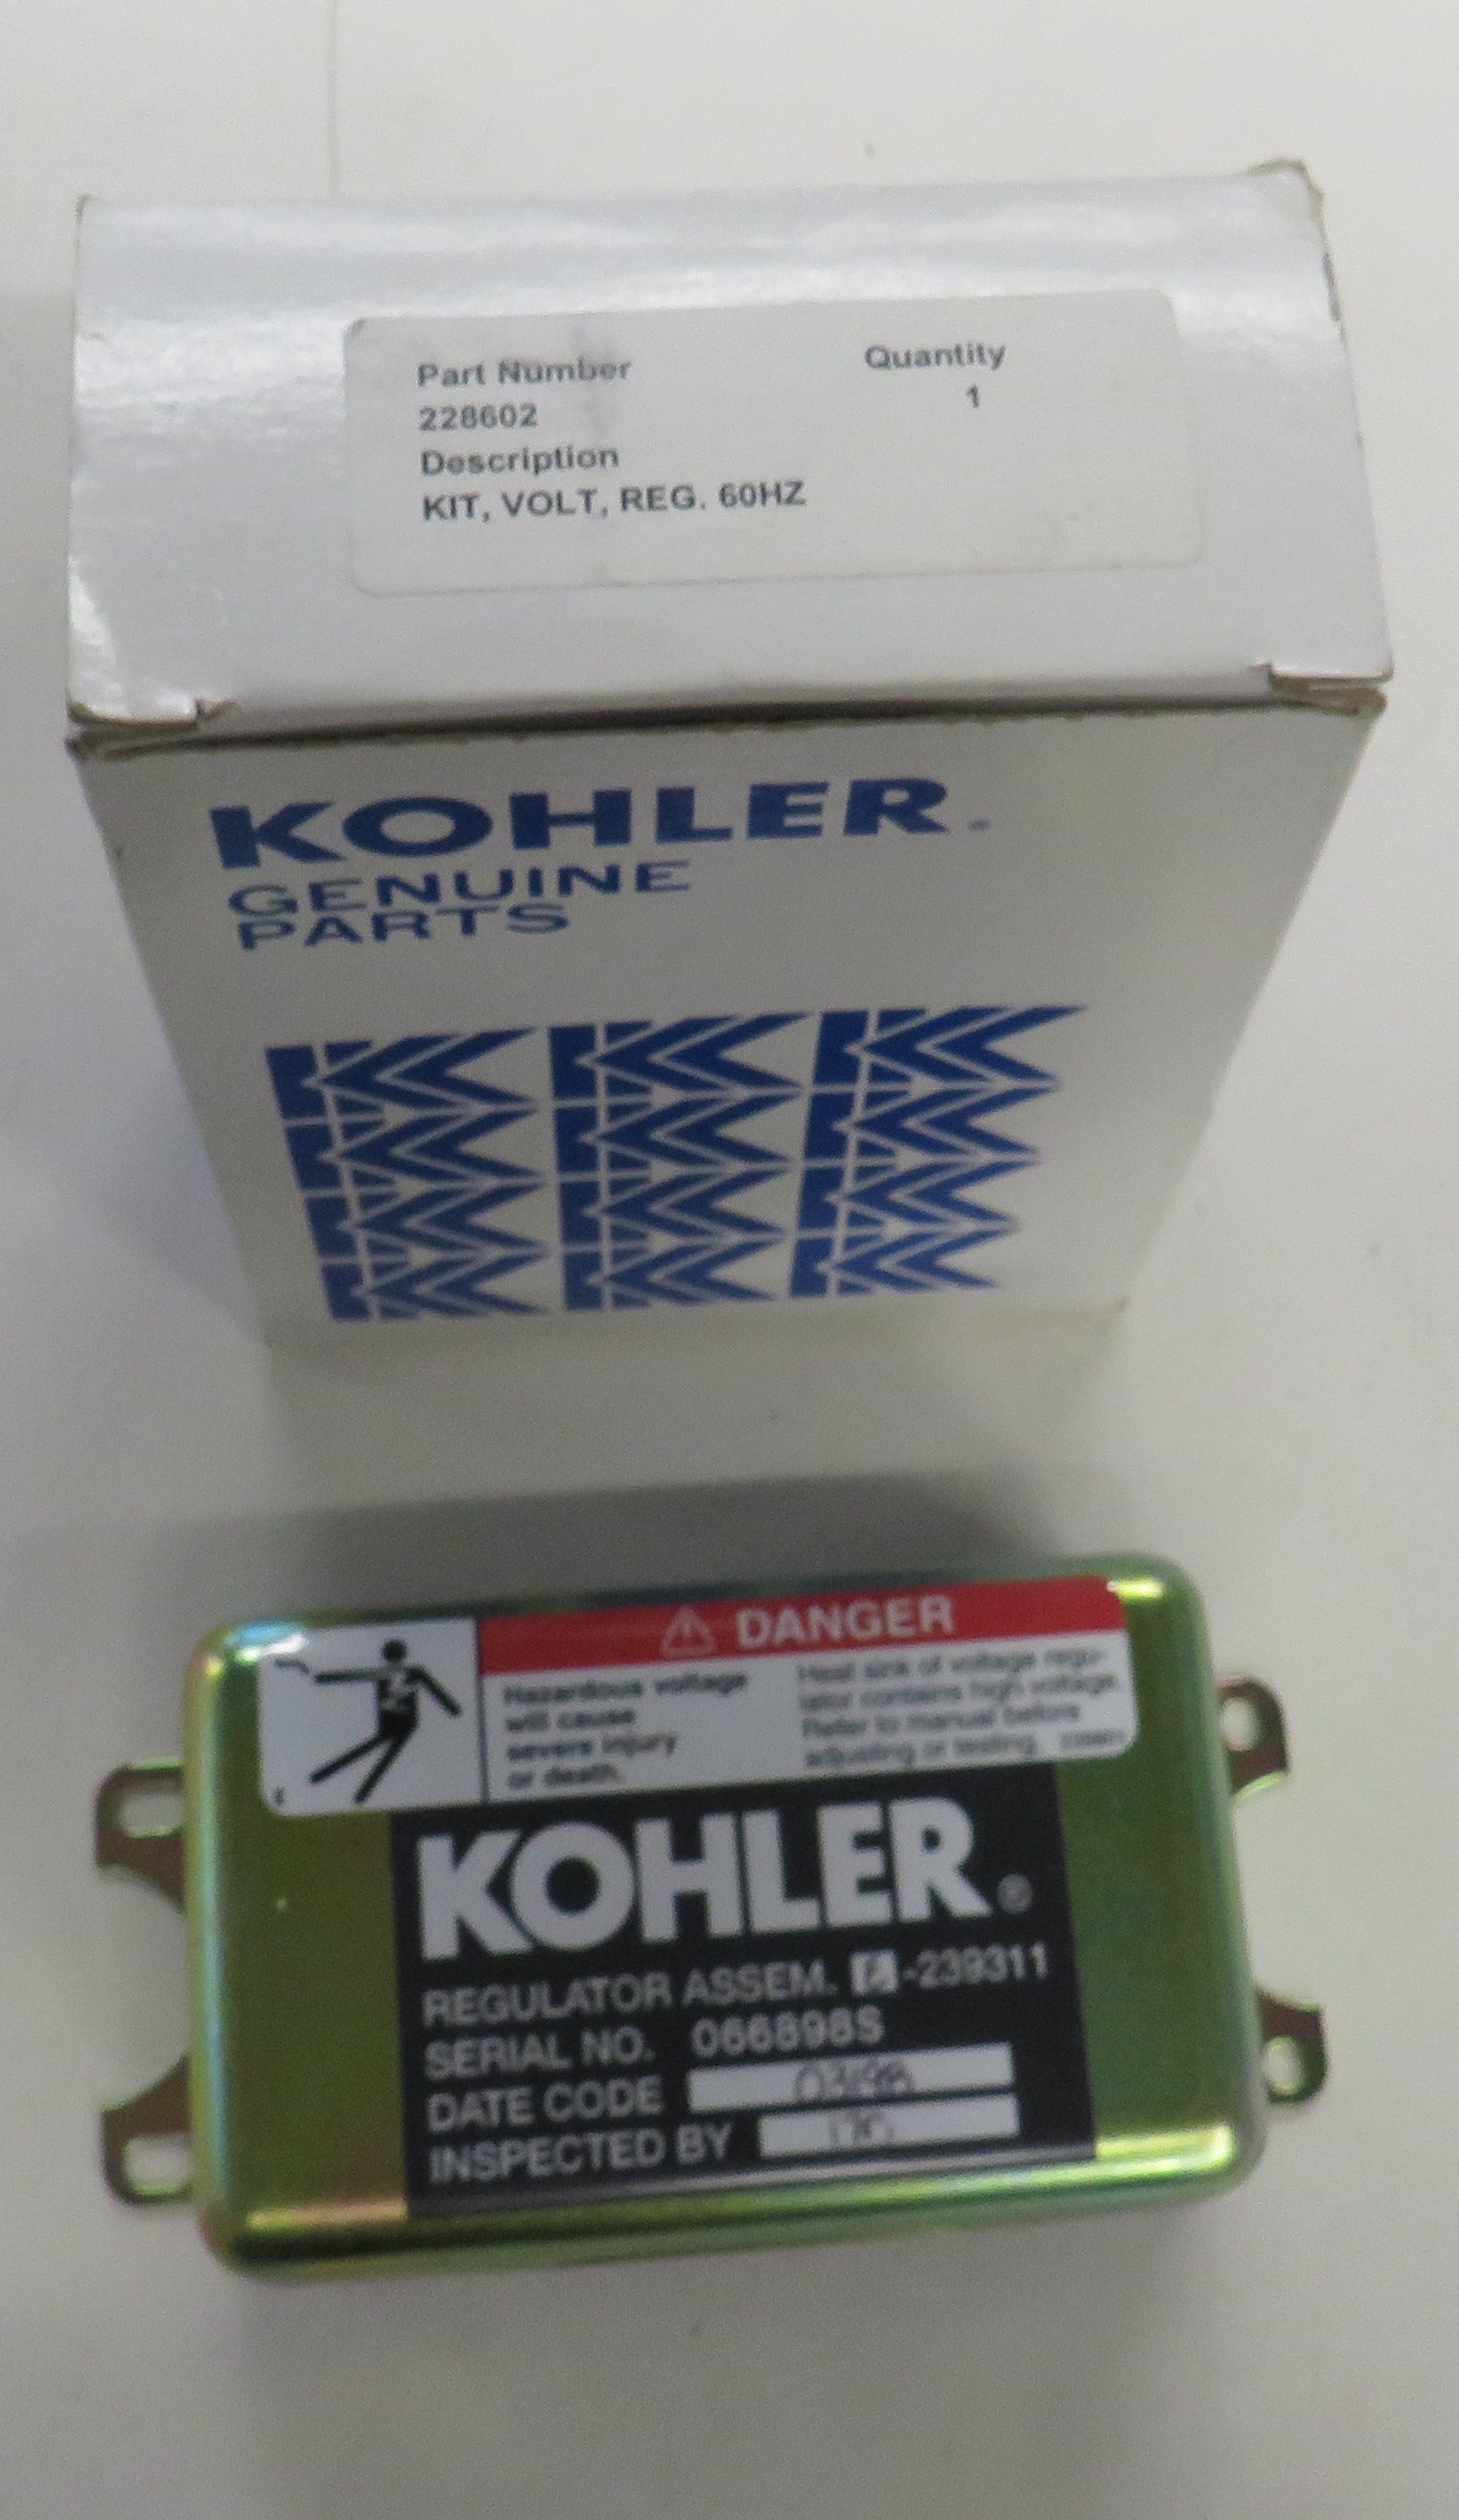 Part Number
Quantity
228602
1
Description
KIT, VOLT, REG. 60HZ
KOHLER
GENUINE
PARTS
DANGER
Hazardous voltage
will cause
severe injury
or death.
Heat sink of voltage regu-
lator contains high voltage.
Refer to manual before
adjusting or testing.
KOHLER®
REGULATOR ASSEM. -239311
SERIAL NO. 066898S
DATE CODE
INSPECTED BY